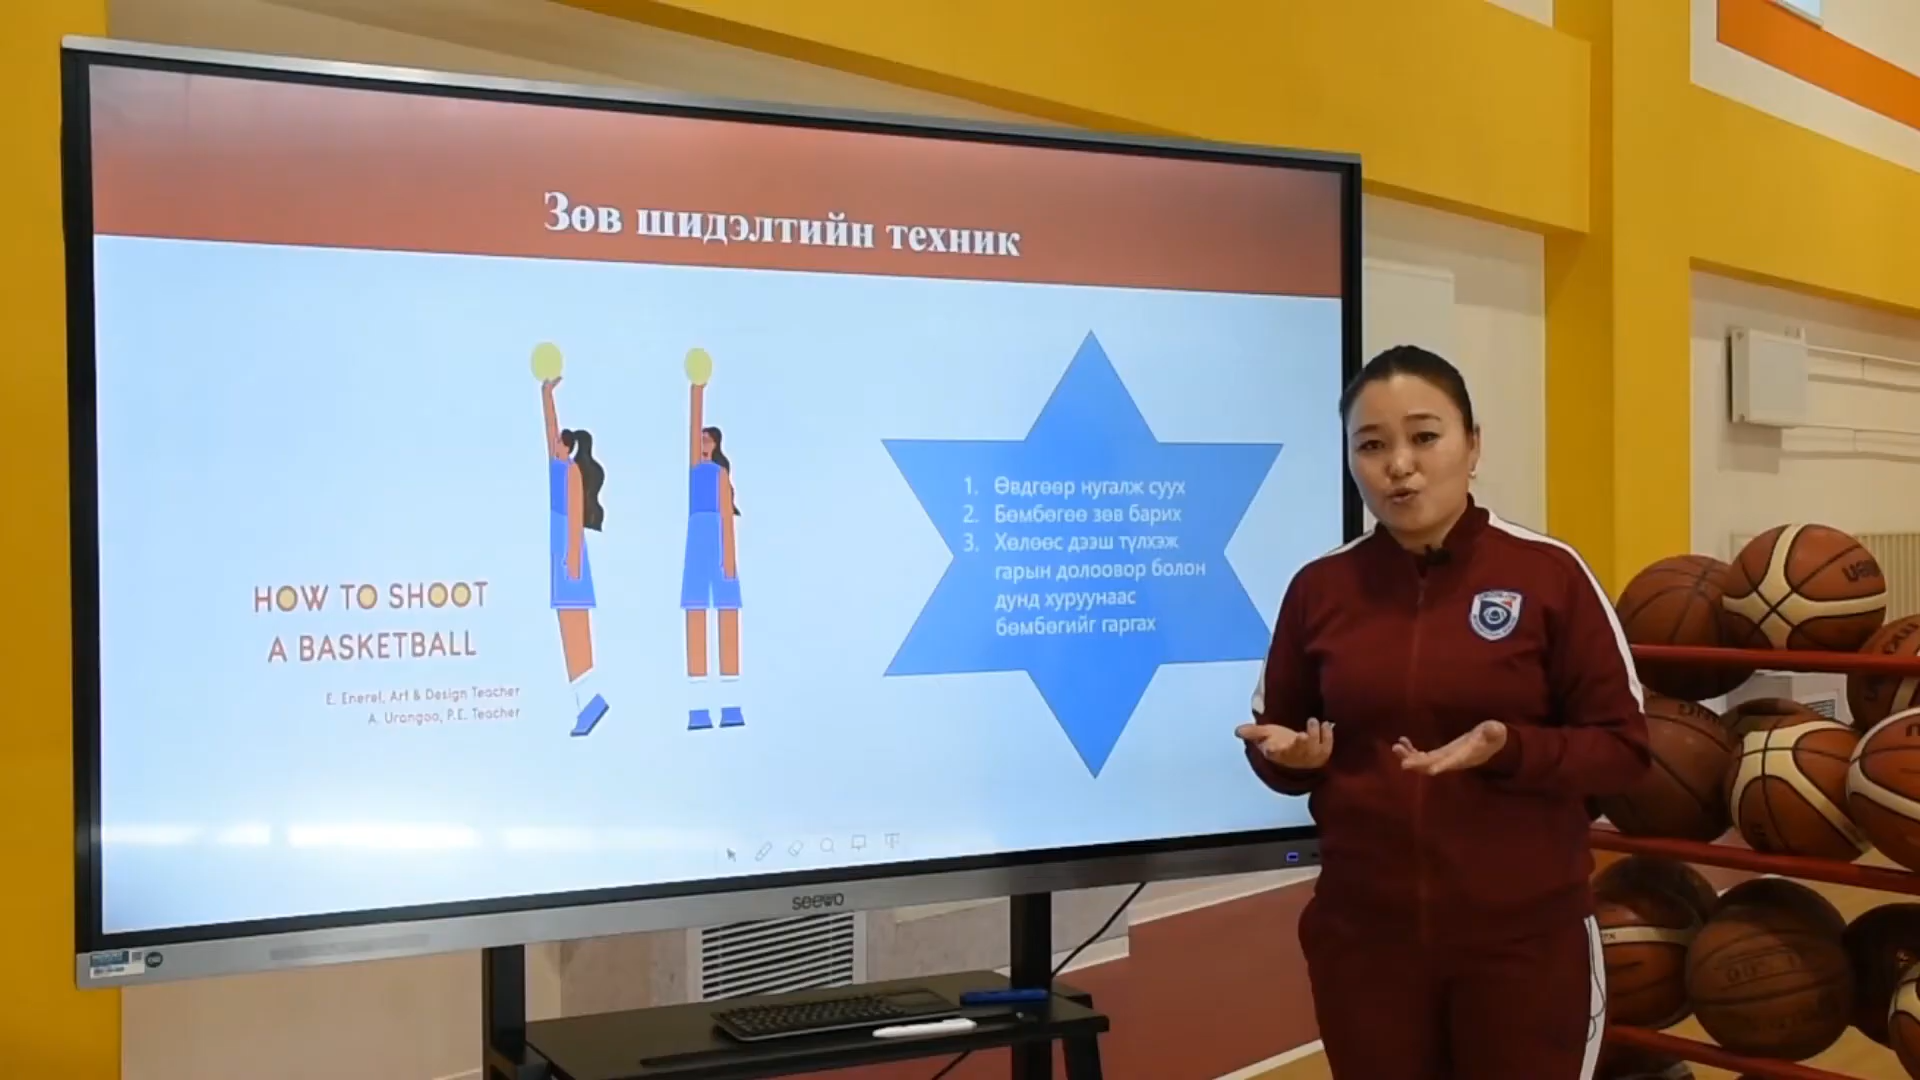 Зөв шидэлтийн техник
HOW TO SHOOT
A BASKETBALL
E. Enerel, Art & Design Teacher
A. Urangoo, P.E. Teacher
1. Өвдгөөр нугалж суух
2. Бөмбөгөө зөв барих
3. Хөлөөс дээш түлхэж
гарын долоовор болон
дунд хуруунаас
бөмбөгийг гаргах
seewo